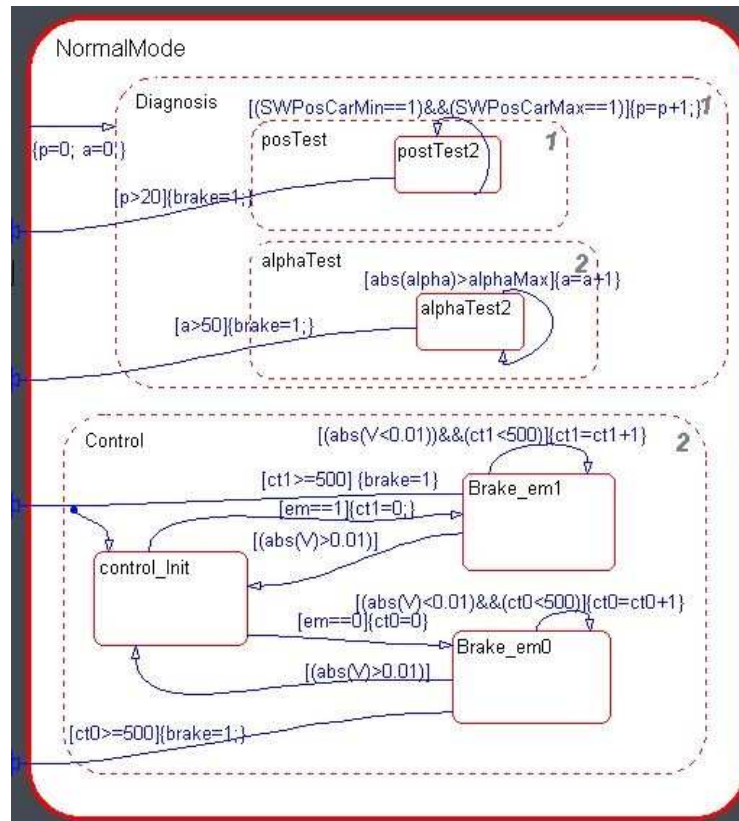 NormalMode
Diagnosis
[(SWPosCarMin==1)&&(SWPosCarMax==1)]{p=p+1;}
1
posTest
1
postTest2
{p=0; a=0;}
[p>20]{brake=1;}
alphaTest
2
[abs(alpha)>alphaMax]{a=a+1}
alphaTest2
[a>50]{brake=1;}
Control
[(abs(V<0.01))&&(ct1<500)]{ct1=ct1+1}
2
[ct1>=500] {brake=1}
Brake_em1
[em==1]{ct1=0;}
[(abs(V)>0.01)]
control_Init
[(abs(V)<0.01)&&(ct0<500)]{ct0=ct0+1}
[em==0]{ct0=0}
Brake_em0
[(abs(V)>0.01)]
[ct0>=500]{brake=1;}